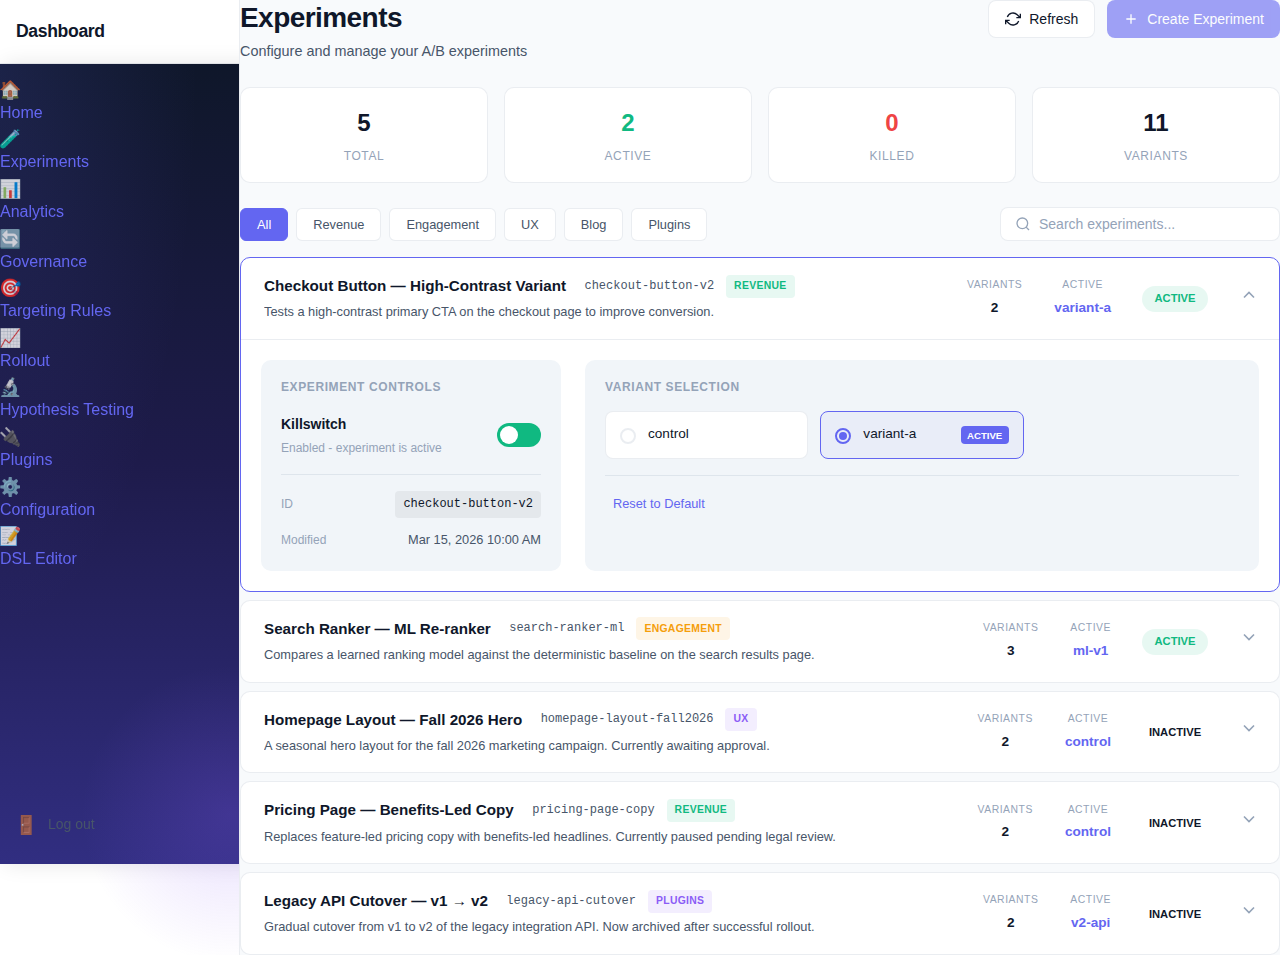 Dashboard
Home
Experiments
Analytics
Governance
Targeting Rules
Rollout
Hypothesis Testing
Plugins
Configuration
DSL Editor
Log out
Experiments
Configure and manage your A/B experiments
Refresh
Create Experiment
5
TOTAL
2
ACTIVE
0
KILLED
11
VARIANTS
All
Revenue
Engagement
UX
Blog
Plugins
Search experiments...
Checkout Button — High-Contrast Variant checkout-button-v2 REVENUE
Tests a high-contrast primary CTA on the checkout page to improve conversion.
VARIANTS
2
ACTIVE
variant-a
ACTIVE
EXPERIMENT CONTROLS
Killswitch
Enabled - experiment is active
ID checkout-button-v2
Modified Mar 15, 2026 10:00 AM
VARIANT SELECTION
control
variant-a ACTIVE
Reset to Default
Search Ranker — ML Re-ranker search-ranker-ml ENGAGEMENT
Compares a learned ranking model against the deterministic baseline on the search results page.
VARIANTS
3
ACTIVE
ml-v1
ACTIVE
Homepage Layout — Fall 2026 Hero homepage-layout-fall2026 UX
A seasonal hero layout for the fall 2026 marketing campaign. Currently awaiting approval.
VARIANTS
2
ACTIVE
control
INACTIVE
Pricing Page — Benefits-Led Copy pricing-page-copy REVENUE
Replaces feature-led pricing copy with benefits-led headlines. Currently paused pending legal review.
VARIANTS
2
ACTIVE
control
INACTIVE
Legacy API Cutover — v1 → v2 legacy-api-cutover PLUGINS
Gradual cutover from v1 to v2 of the legacy integration API. Now archived after successful rollout.
VARIANTS
2
ACTIVE
v2-api
INACTIVE